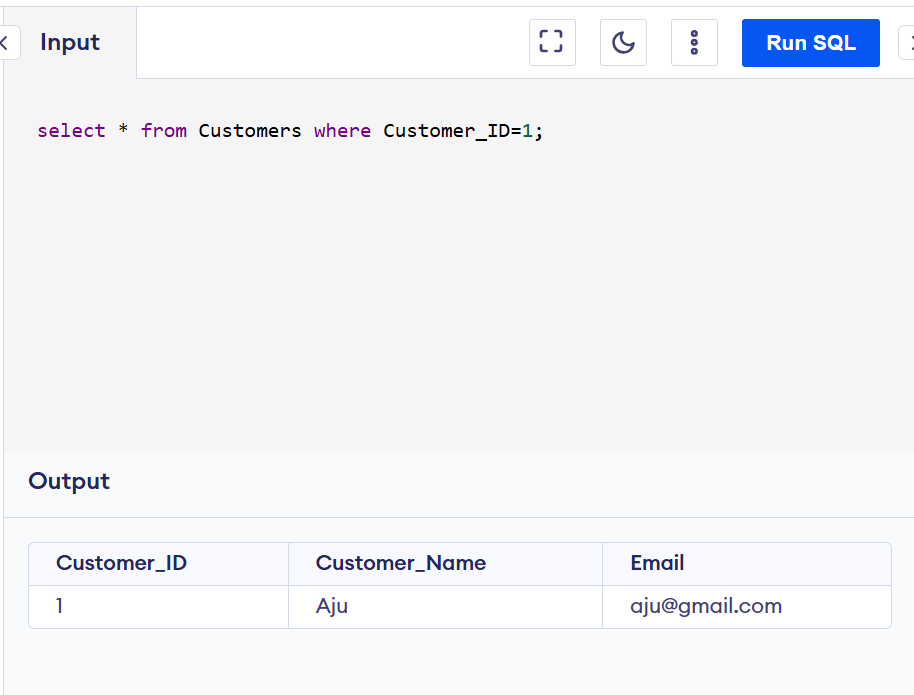 Input
Run SQL
select * from Customers where Customer_ID=1;
Output
Customer_ID Customer_Name Email
1 Aju aju@gmail.com